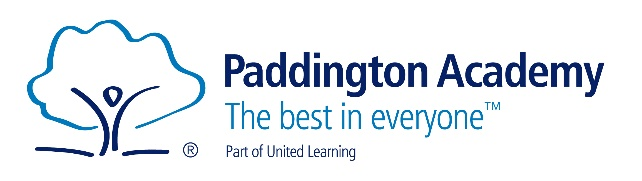 Paddington Academy
The best in everyone™
Part of United Learning
®